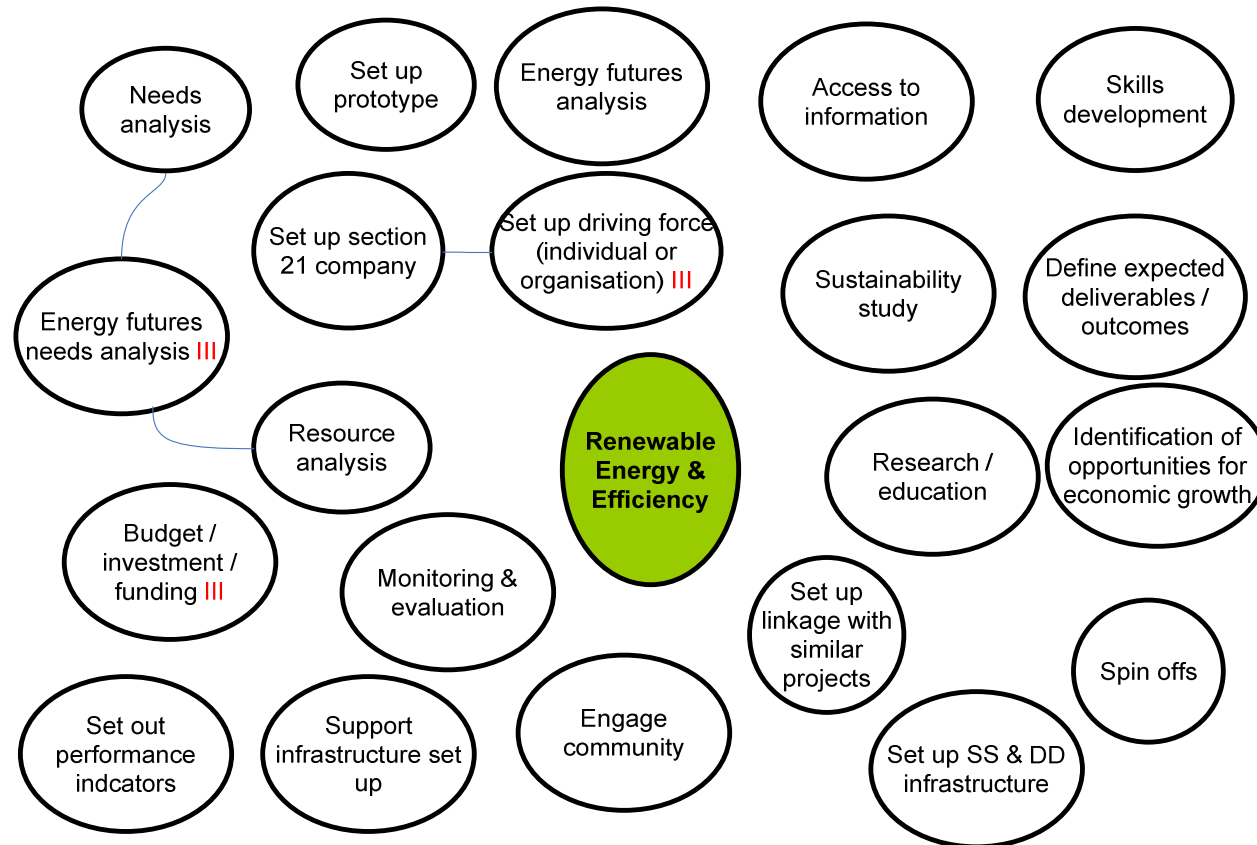 Needs
analysis
Set up
prototype
Energy futures
analysis
Access to
information
Skills
development
Set up section
21 company
Set up driving force
(individual or
organisation) III
Sustainability
study
Define expected
deliverables /
outcomes
Energy futures
needs analysis III
Resource
analysis
Renewable
Energy &
Efficiency
Research /
education
Identification of
opportunities for
economic growth
Budget /
investment /
funding III
Monitoring &
evaluation
Set up
linkage with
similar
projects
Spin offs
Set out
performance
indcators
Support
infrastructure set
up
Engage
community
Set up SS & DD
infrastructure